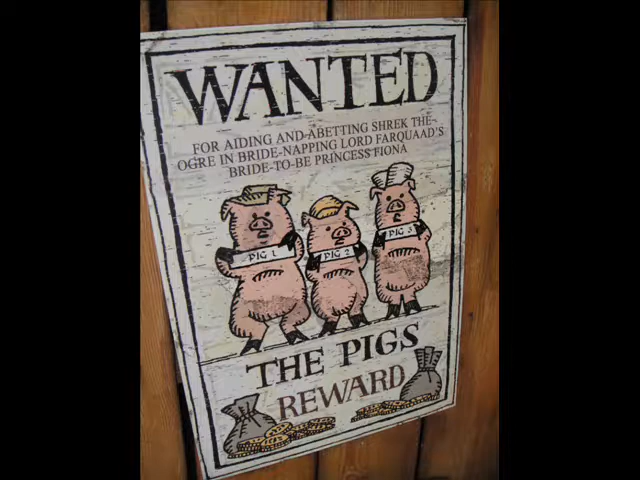 WANTED
FOR AIDING AND ABETTING SHREK THE
OGRE IN BRIDE-NAPPING LORD FARQUAAD'S
BRIDE-TO-BE PRINCESS FIONA
PIG 1 PIG 2 PIG 3
THE PIGS
REWARD